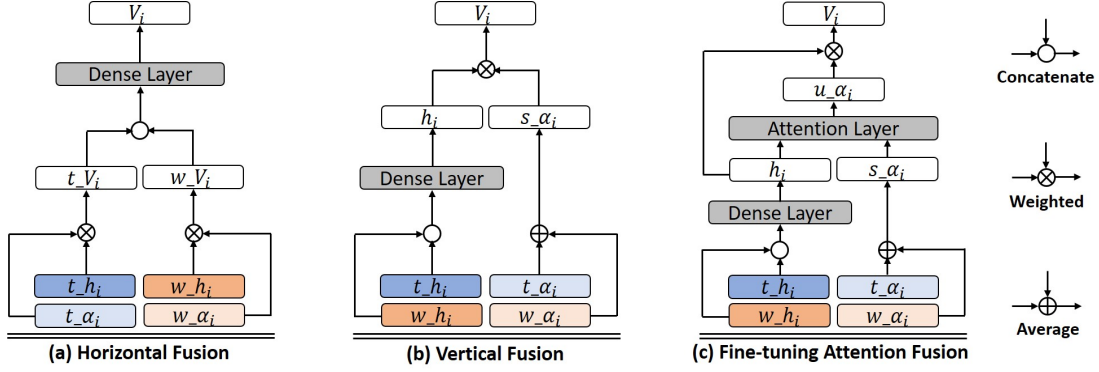 V_i
Dense Layer
t_V_i
w_V_i
t_h_i
w_h_i
t_α_i
w_α_i
(a) Horizontal Fusion
V_i
h_i
s_α_i
Dense Layer
t_h_i
t_α_i
w_h_i
w_α_i
(b) Vertical Fusion
V_i
u_α_i
Attention Layer
h_i
s_α_i
Dense Layer
t_h_i
t_α_i
w_h_i
w_α_i
(c) Fine-tuning Attention Fusion
Concatenate
Weighted
Average